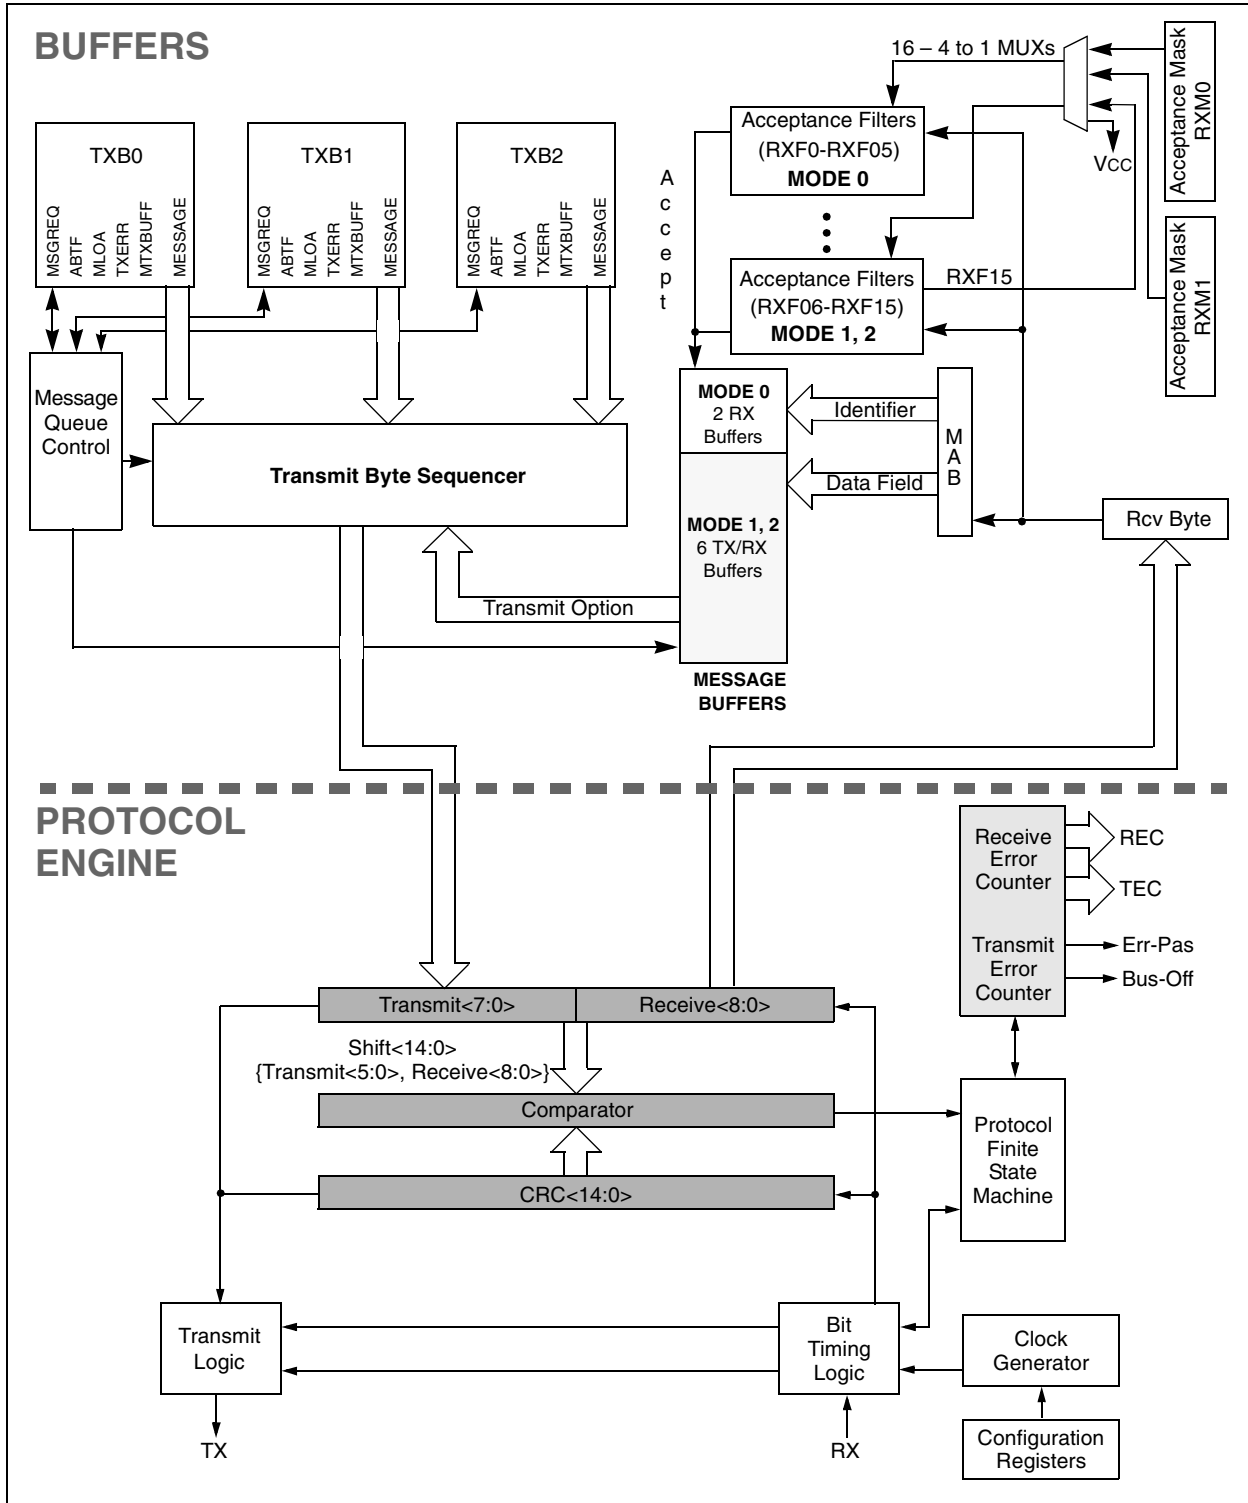 BUFFERS
16 – 4 to 1 MUXs
Acceptance Mask
RXM0
VCC
Acceptance Filters
(RXF0-RXF05)
MODE 0
TXB0
MSGREQ
ABTF
MLOA
TXERR
MTXBUFF
MESSAGE
TXB1
MSGREQ
ABTF
MLOA
TXERR
MTXBUFF
MESSAGE
TXB2
MSGREQ
ABTF
MLOA
TXERR
MTXBUFF
MESSAGE
Accept
Acceptance Filters
(RXF06-RXF15)
MODE 1, 2
RXF15
Acceptance Mask
RXM1
Message
Queue
Control
Transmit Byte Sequencer
MODE 0
2 RX
Buffers
Identifier
Data Field
MAB
Rcv Byte
MODE 1, 2
6 TX/RX
Buffers
Transmit Option
MESSAGE
BUFFERS
PROTOCOL
ENGINE
Receive
Error
Counter
REC
TEC
Transmit
Error
Counter
Err-Pas
Bus-Off
Transmit<7:0>
Receive<8:0>
Shift<14:0>
{Transmit<5:0>, Receive<8:0>}
Comparator
CRC<14:0>
Protocol
Finite
State
Machine
Transmit
Logic
Bit
Timing
Logic
Clock
Generator
TX
RX
Configuration
Registers